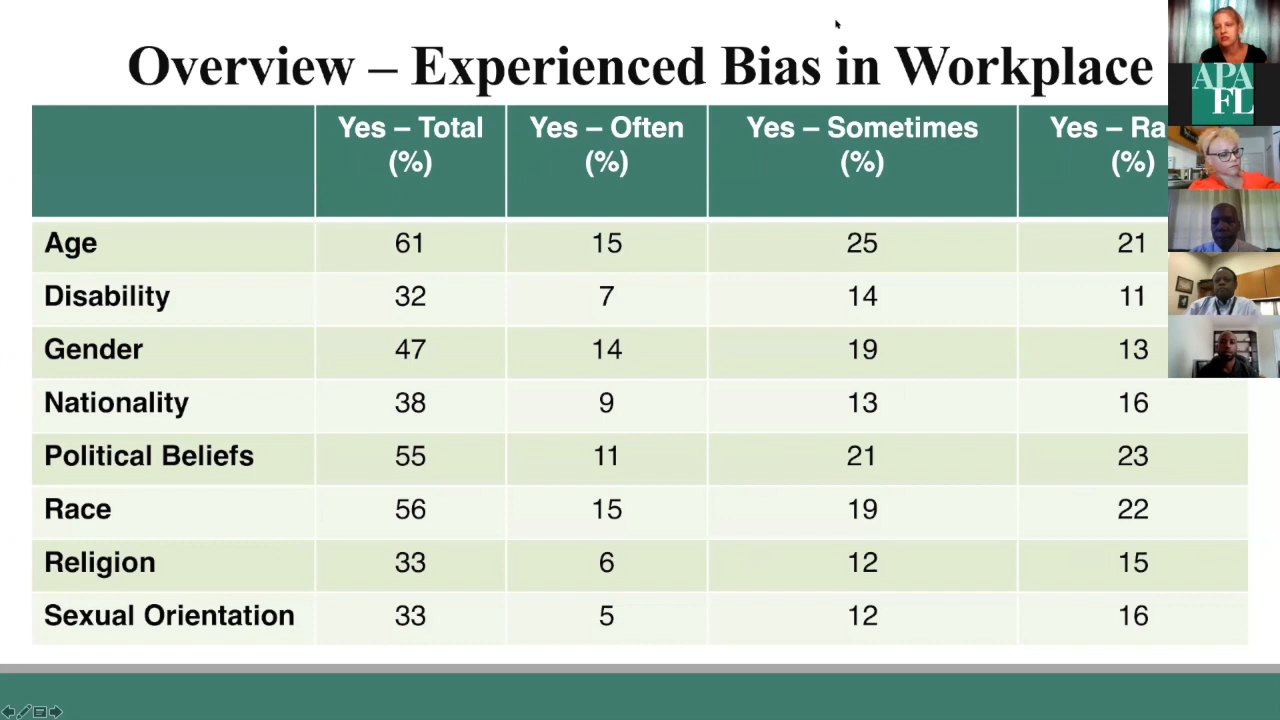 Overview – Experienced Bias in Workplace
Yes – Total (%) Yes – Often (%) Yes – Sometimes (%) Yes – Ra (%)
Age 61 15 25 21
Disability 32 7 14 11
Gender 47 14 19 13
Nationality 38 9 13 16
Political Beliefs 55 11 21 23
Race 56 15 19 22
Religion 33 6 12 15
Sexual Orientation 33 5 12 16
APA
FL